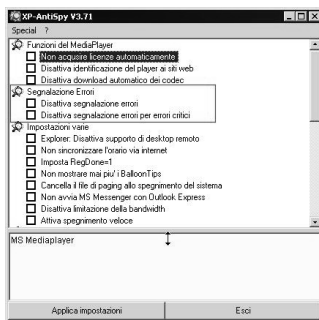 XP-AntiSpy V3.71
Special ?
Funzioni del MediaPlayer
Non acquisire licenze automaticamente
Disattiva identificazione del player ai siti web
Disattiva download automatico dei codec
Segnalazione Errori
Disattiva segnalazione errori
Disattiva segnalazione errori per errori critici
Impostazioni varie
Explorer: Disattiva supporto di desktop remoto
Non sincronizzare l'orario via internet
Imposta RegDone=1
Non mostrare mai piu' i BalloonTips
Cancella il file di paging allo spegnimento del sistema
Non avvia MS Messenger con Outlook Express
Disattiva limitazione della bandwidth
Attiva spegnimento veloce
MS Mediaplayer
Applica impostazioni
Esci